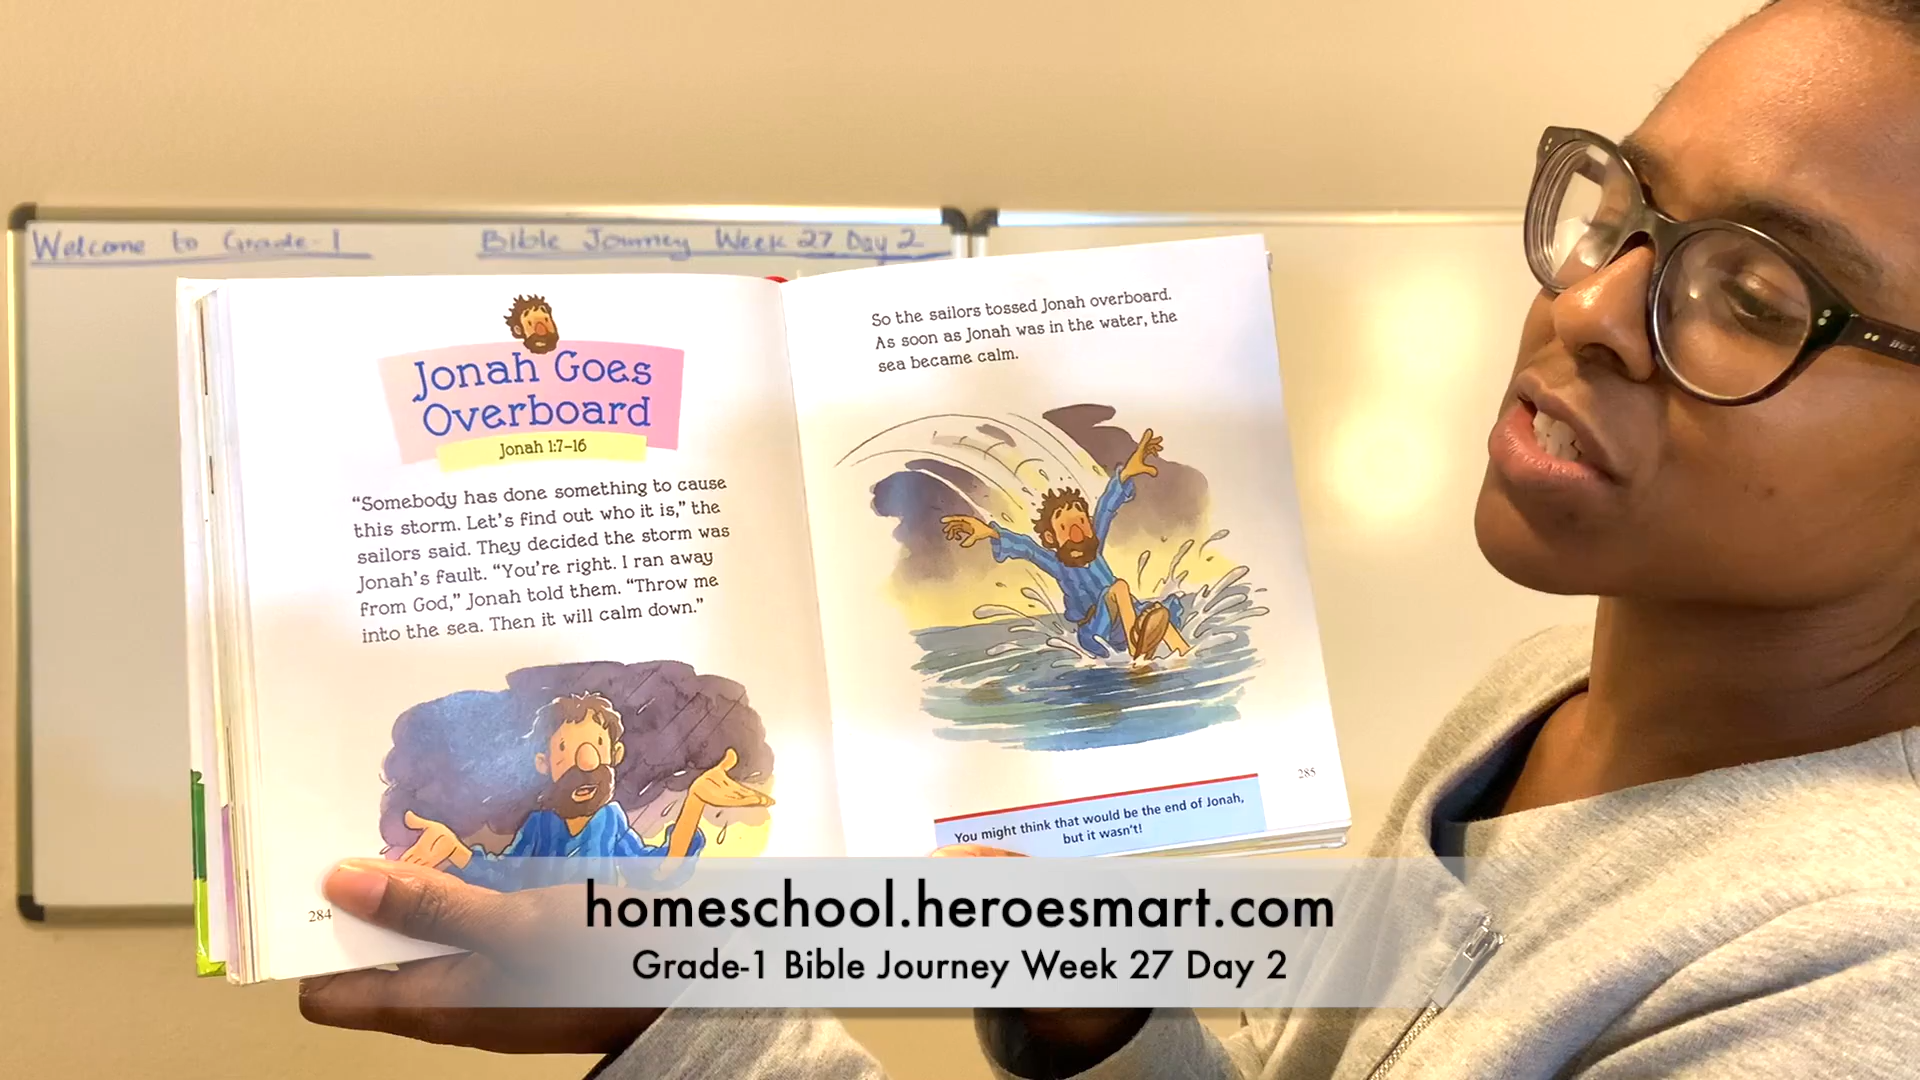 Welcome to Grade-1
Bible Journey Week 27 Day 2
Jonah Goes
Overboard
Jonah 1:7–16
“Somebody has done something to cause
this storm. Let’s find out who it is,” the
sailors said. They decided the storm was
Jonah’s fault. “You’re right. I ran away
from God,” Jonah told them. “Throw me
into the sea. Then it will calm down.”
284
So the sailors tossed Jonah overboard.
As soon as Jonah was in the water, the
sea became calm.
285
You might think that would be the end of Jonah,
but it wasn’t!
homeschool.heroesmart.com
Grade-1 Bible Journey Week 27 Day 2